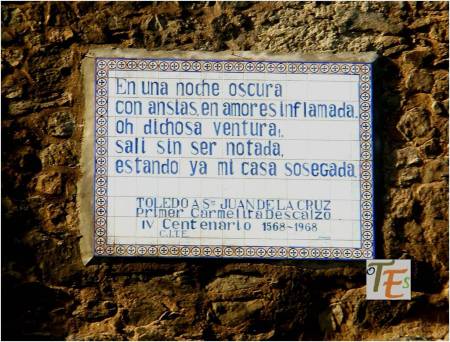 En una noche oscura
con ansias, en amores inflamada,
oh dichosa ventura,
salí sin ser notada,
estando ya mi casa sosegada.
TOLEDO A Sn JUAN DE LA CRUZ
Primer Carmelita Descalzo
IV Centenario 1568-1968
C.I.T.E.
TOEs